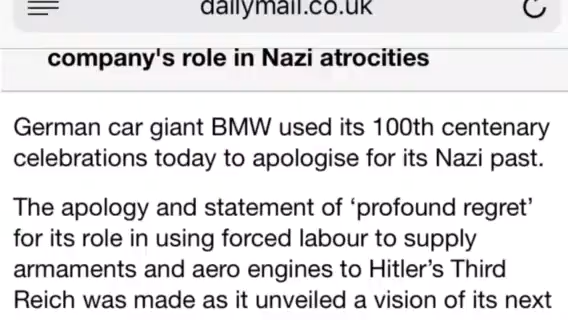 dailymail.co.uk
company's role in Nazi atrocities
German car giant BMW used its 100th centenary
celebrations today to apologise for its Nazi past.
The apology and statement of ‘profound regret’
for its role in using forced labour to supply
armaments and aero engines to Hitler’s Third
Reich was made as it unveiled a vision of its next